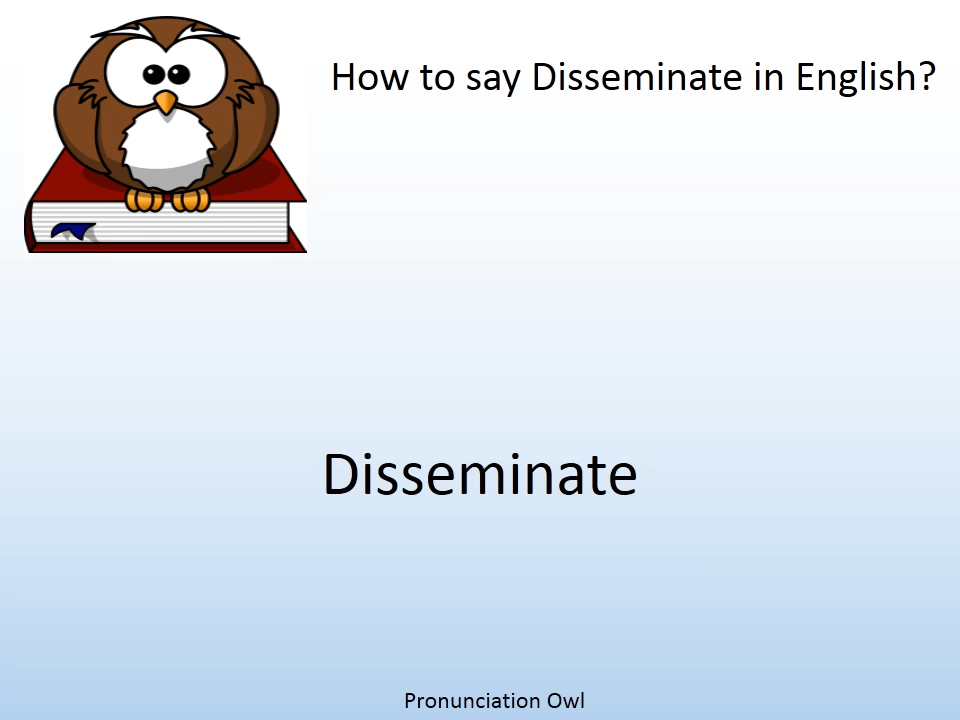 How to say Disseminate in English?
Disseminate
Pronunciation Owl